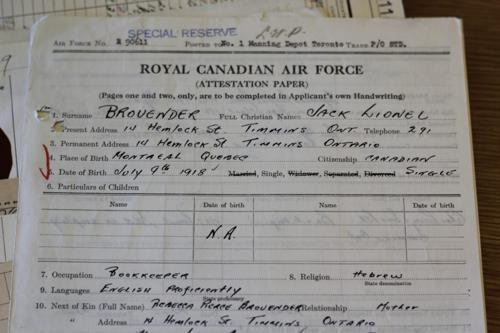 SPECIAL RESERVE
AIR FORCE NO. R 90611 POSTED TO No. 1 Manning Depot Toronto TRADE P/O STD.
ROYAL CANADIAN AIR FORCE
(ATTESTATION PAPER)
(Pages one and two, only, are to be completed in Applicant's own Handwriting)
1. Surname BROVENDER Full Christian Names JACK LIONEL
2. Present Address 14 HEMLOCK ST. TIMMINS ONT. Telephone 291
3. Permanent Address 14 HEMLOCK ST TIMMINS ONTARIO
4. Place of Birth MONTREAL QUEBEC Citizenship CANADIAN
5. Date of Birth JULY 9th 1918 Married, Single, Widower, Separated, Divorced SINGLE
6. Particulars of Children
Name Date of birth Name Date of birth
N.A.
7. Occupation BOOKKEEPER 8. Religion HEBREW
State denomination
9. Languages ENGLISH PROFICIENTLY
State proficiency
10. Next of Kin (Full Name) REBECCA PEARCE BROVENDER Relationship MOTHER
" Address 14 HEMLOCK ST. TIMMINS ONTARIO